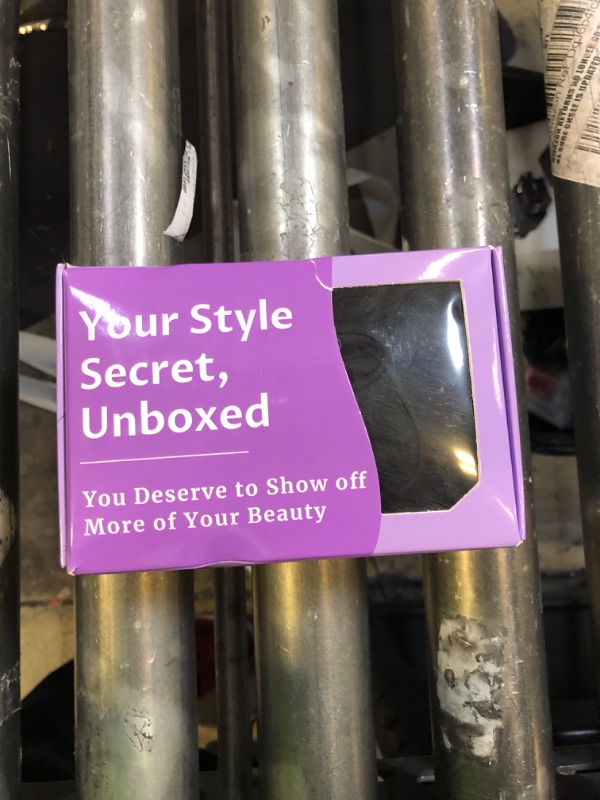 Your Style
Secret,
Unboxed
You Deserve to Show off
More of Your Beauty